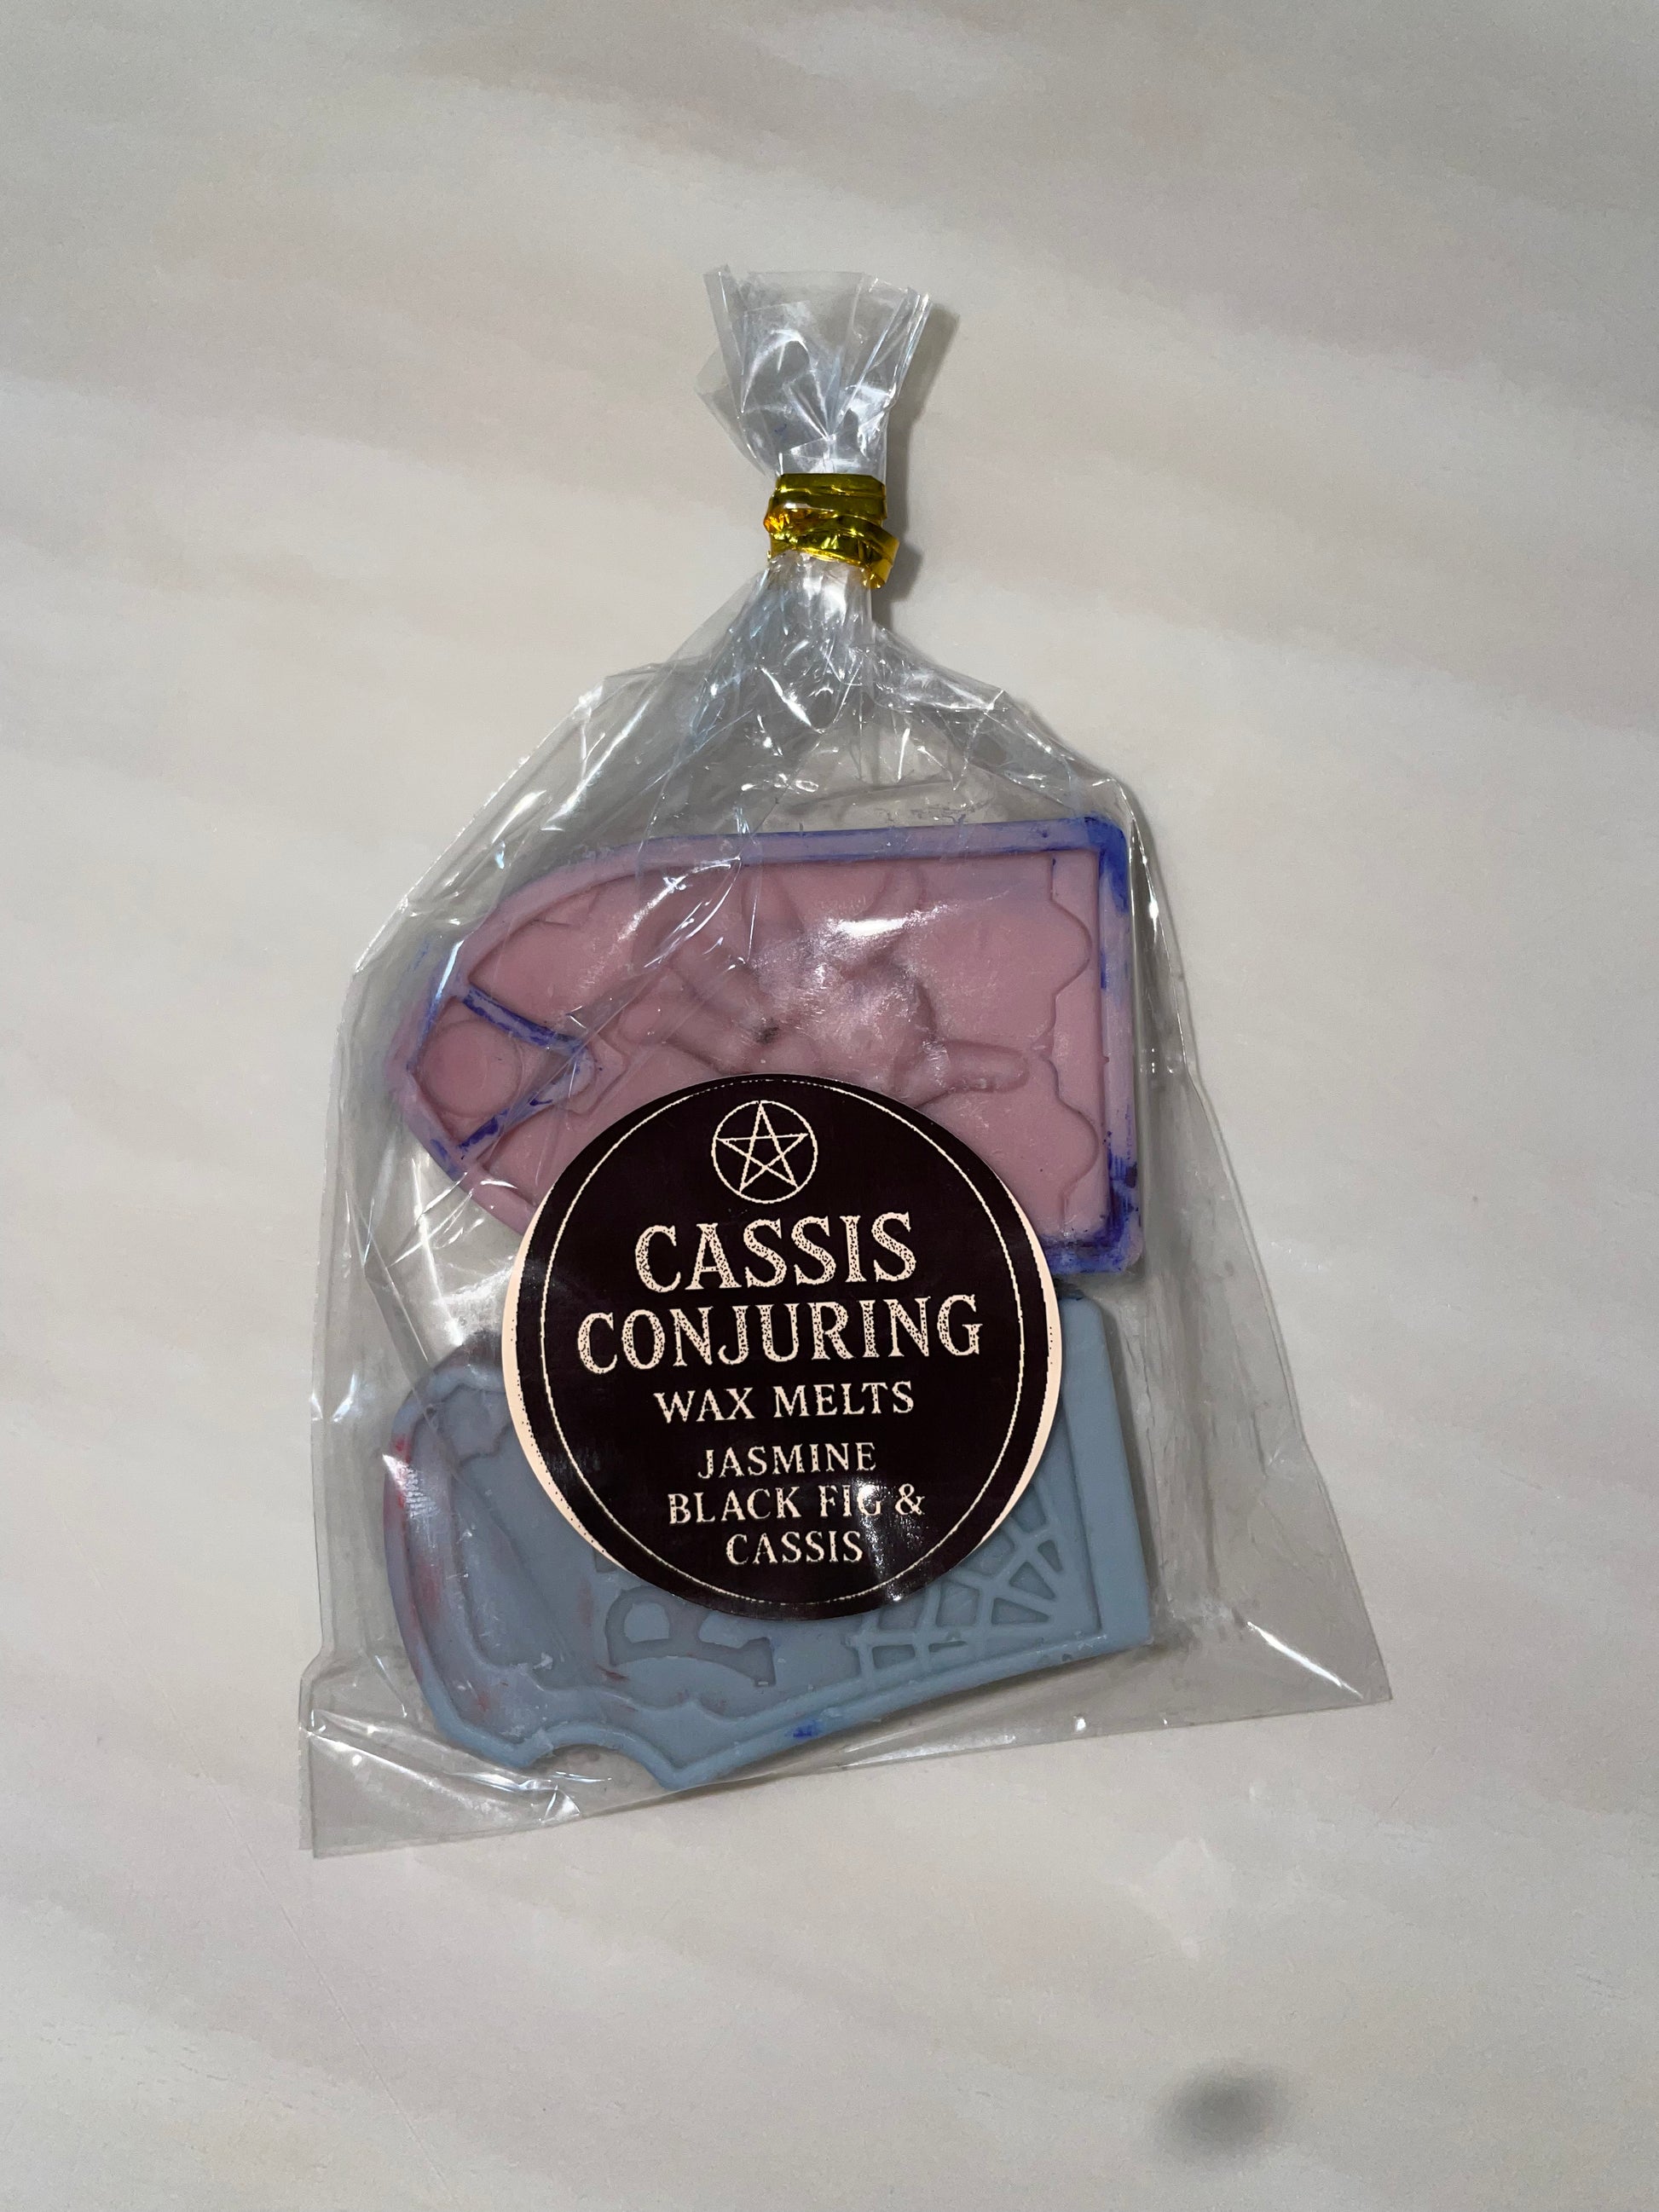 CASSIS
CONJURING
WAX MELTS
JASMINE
BLACK FIG &
CASSIS